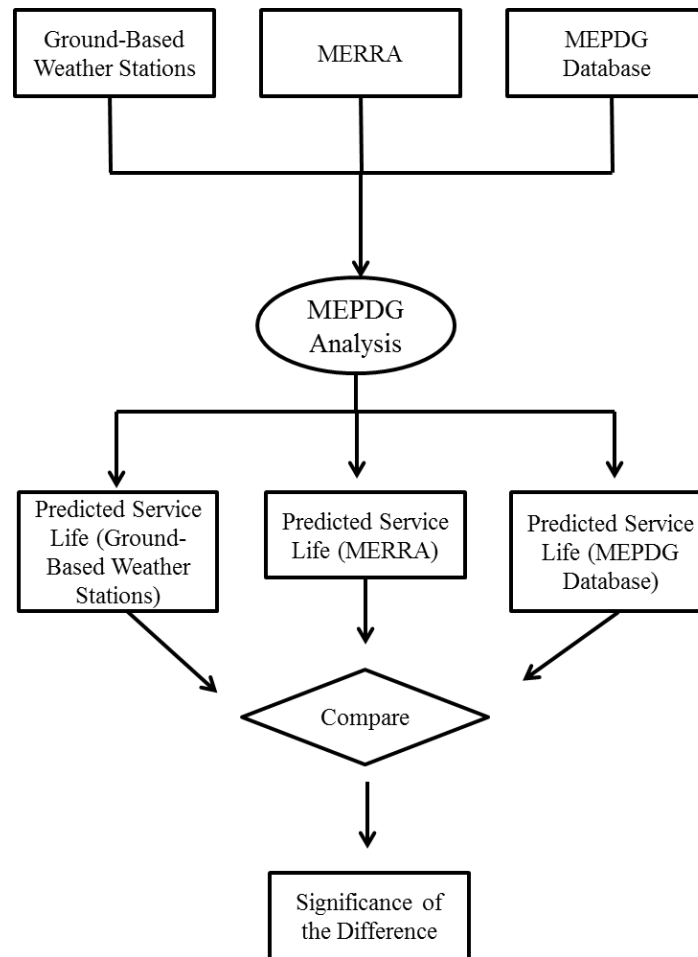 Ground-Based
Weather Stations
MERRA
MEPDG
Database
MEPDG
Analysis
Predicted Service
Life (Ground-
Based Weather
Stations)
Predicted Service
Life (MERRA)
Predicted Service
Life (MEPDG
Database)
Compare
Significance of
the Difference